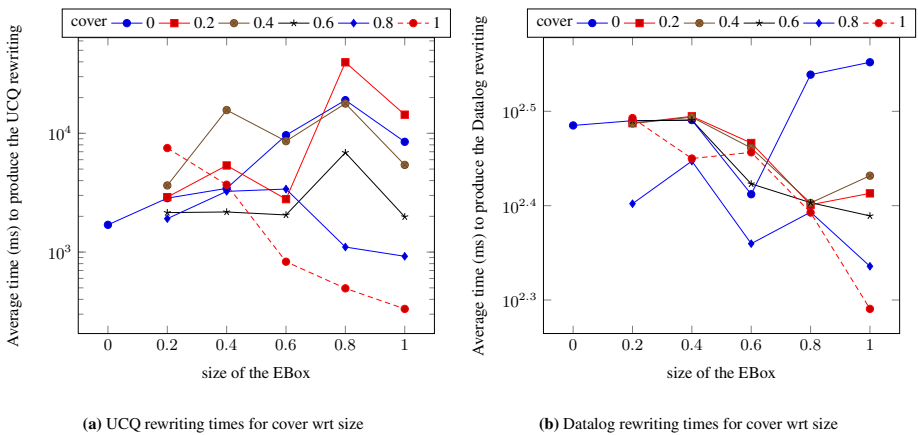 cover 0 0.2 0.4 0.6 0.8 1
Average time (ms) to produce the UCQ rewriting
10^4
10^3
0 0.2 0.4 0.6 0.8 1
size of the EBox
(a) UCQ rewriting times for cover wrt size
cover 0 0.2 0.4 0.6 0.8 1
Average time (ms) to produce the Datalog rewriting
10^2.5
10^2.4
10^2.3
0 0.2 0.4 0.6 0.8 1
size of the EBox
(b) Datalog rewriting times for cover wrt size